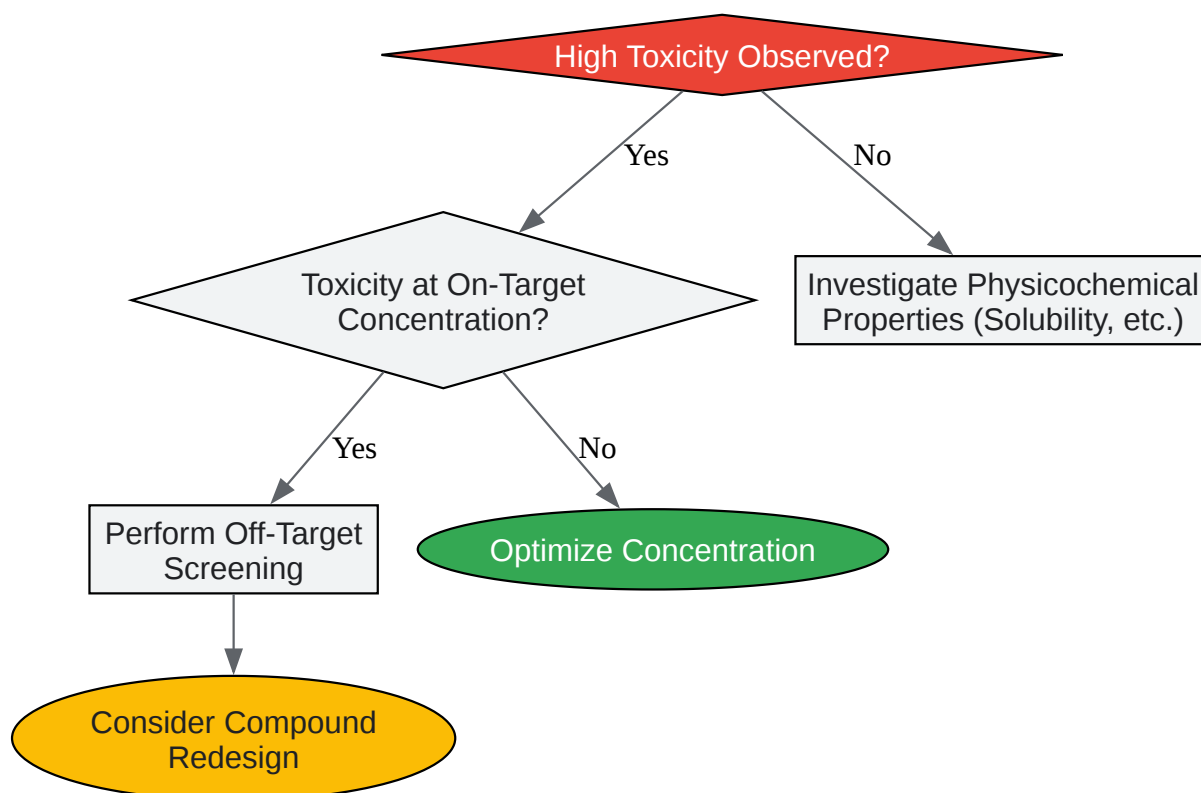 High Toxicity Observed?
Yes
No
Toxicity at On-Target
Concentration?
Investigate Physicochemical
Properties (Solubility, etc.)
Yes
No
Perform Off-Target
Screening
Optimize Concentration
Consider Compound
Redesign